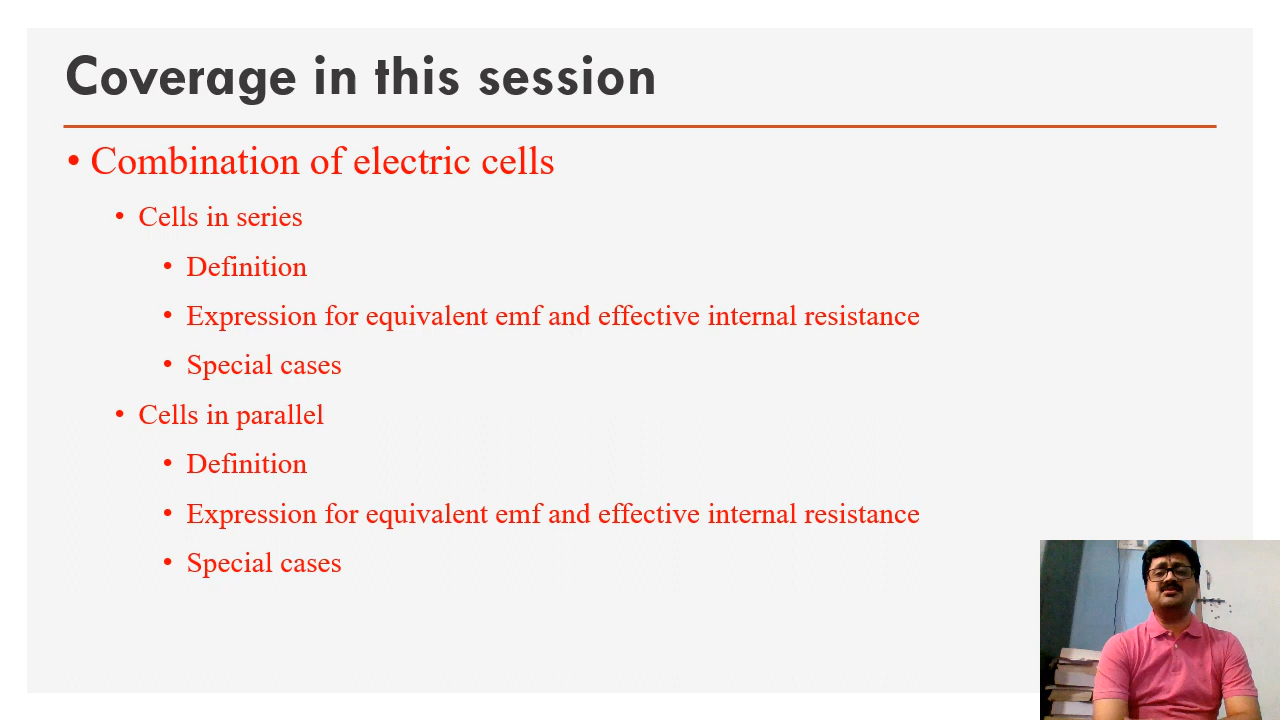 Coverage in this session
• Combination of electric cells
• Cells in series
• Definition
• Expression for equivalent emf and effective internal resistance
• Special cases
• Cells in parallel
• Definition
• Expression for equivalent emf and effective internal resistance
• Special cases